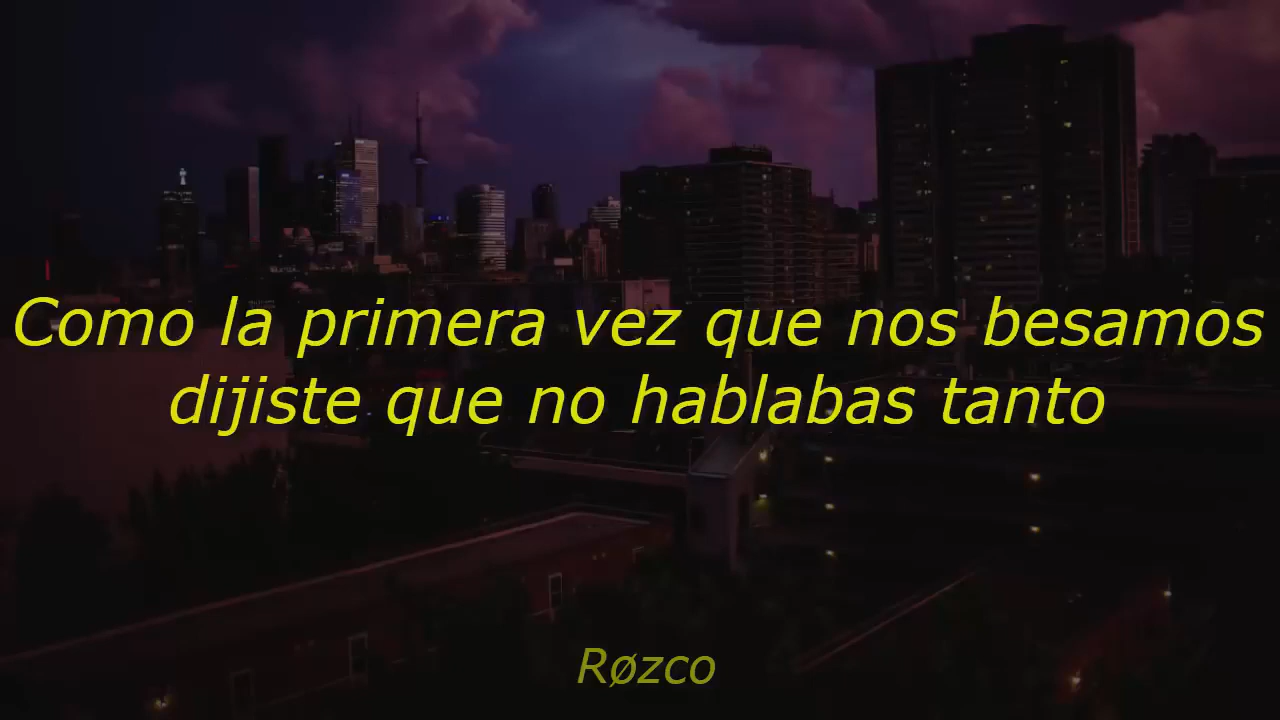 Como la primera vez que nos besamos
dijiste que no hablabas tanto
Røzco